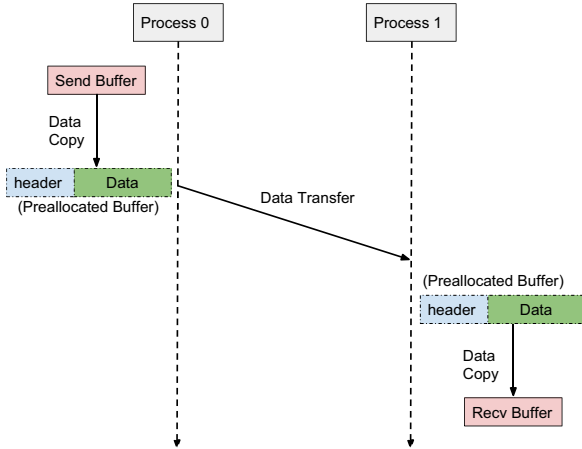 Process 0
Process 1
Send Buffer
Data
Copy
header
Data
(Preallocated Buffer)
Data Transfer
(Preallocated Buffer)
header
Data
Data
Copy
Recv Buffer